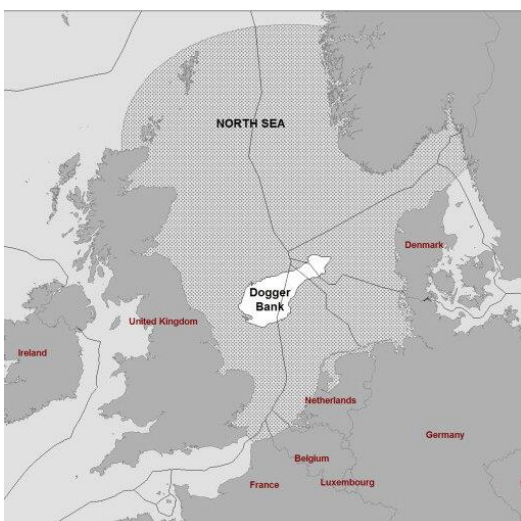 NORTH SEA
Denmark
Dogger
Bank
United Kingdom
Ireland
Netherlands
Germany
Belgium
Luxembourg
France